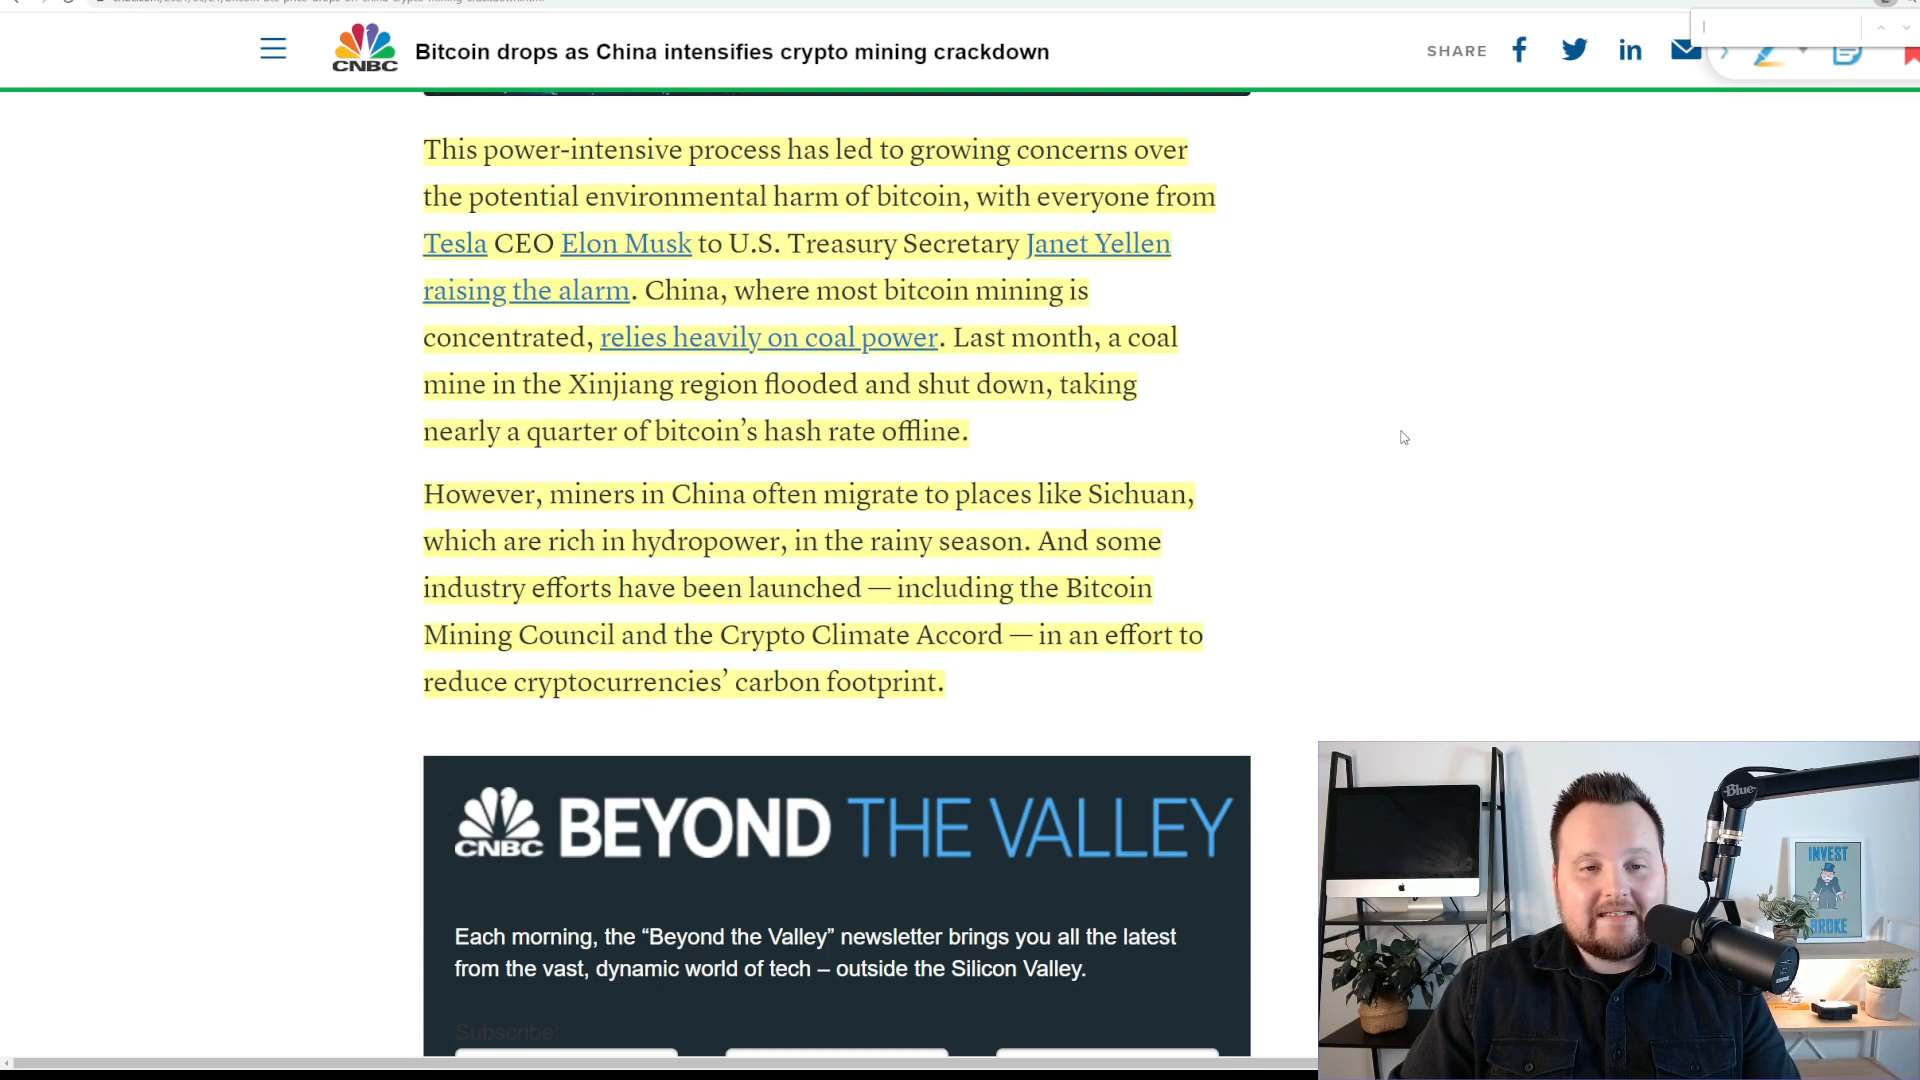 CNBC
Bitcoin drops as China intensifies crypto mining crackdown
SHARE
This power-intensive process has led to growing concerns over
the potential environmental harm of bitcoin, with everyone from
Tesla CEO Elon Musk to U.S. Treasury Secretary Janet Yellen
raising the alarm. China, where most bitcoin mining is
concentrated, relies heavily on coal power. Last month, a coal
mine in the Xinjiang region flooded and shut down, taking
nearly a quarter of bitcoin’s hash rate offline.
However, miners in China often migrate to places like Sichuan,
which are rich in hydropower, in the rainy season. And some
industry efforts have been launched — including the Bitcoin
Mining Council and the Crypto Climate Accord — in an effort to
reduce cryptocurrencies’ carbon footprint.
CNBC
BEYOND THE VALLEY
Each morning, the “Beyond the Valley” newsletter brings you all the latest
from the vast, dynamic world of tech – outside the Silicon Valley.
Subscribe:
Blue
INVEST
BROKE